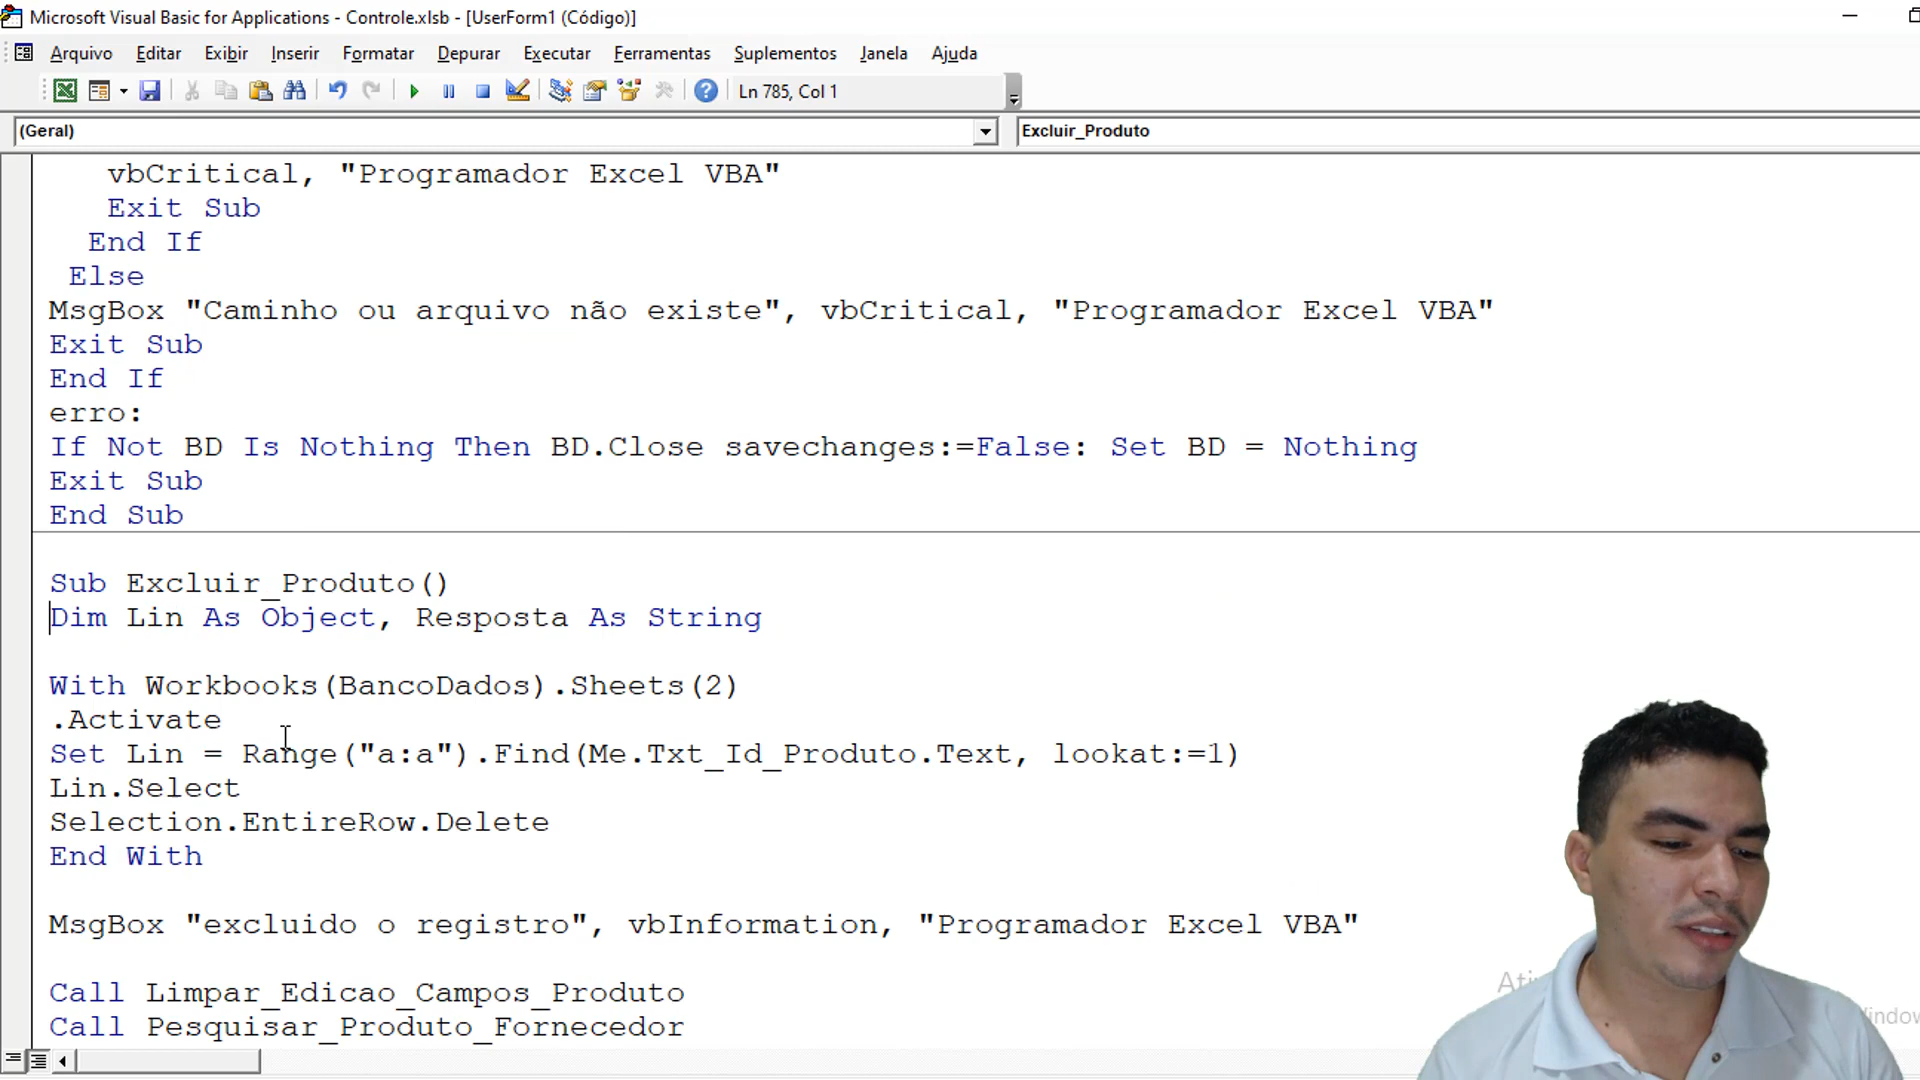 Microsoft Visual Basic for Applications - Controle.xlsb - [UserForm1 (Código)]
Arquivo Editar Exibir Inserir Formatar Depurar Executar Ferramentas Suplementos Janela Ajuda
Ln 785, Col 1
(Geral) Excluir_Produto
vbCritical, "Programador Excel VBA"
Exit Sub
End If
Else
MsgBox "Caminho ou arquivo não existe", vbCritical, "Programador Excel VBA"
Exit Sub
End If
erro:
If Not BD Is Nothing Then BD.Close savechanges:=False: Set BD = Nothing
Exit Sub
End Sub
Sub Excluir_Produto()
Dim Lin As Object, Resposta As String
With Workbooks(BancoDados).Sheets(2)
.Activate
Set Lin = Range("a:a").Find(Me.Txt_Id_Produto.Text, lookat:=1)
Lin.Select
Selection.EntireRow.Delete
End With
MsgBox "excluido o registro", vbInformation, "Programador Excel VBA"
Call Limpar_Edicao_Campos_Produto
Call Pesquisar_Produto_Fornecedor